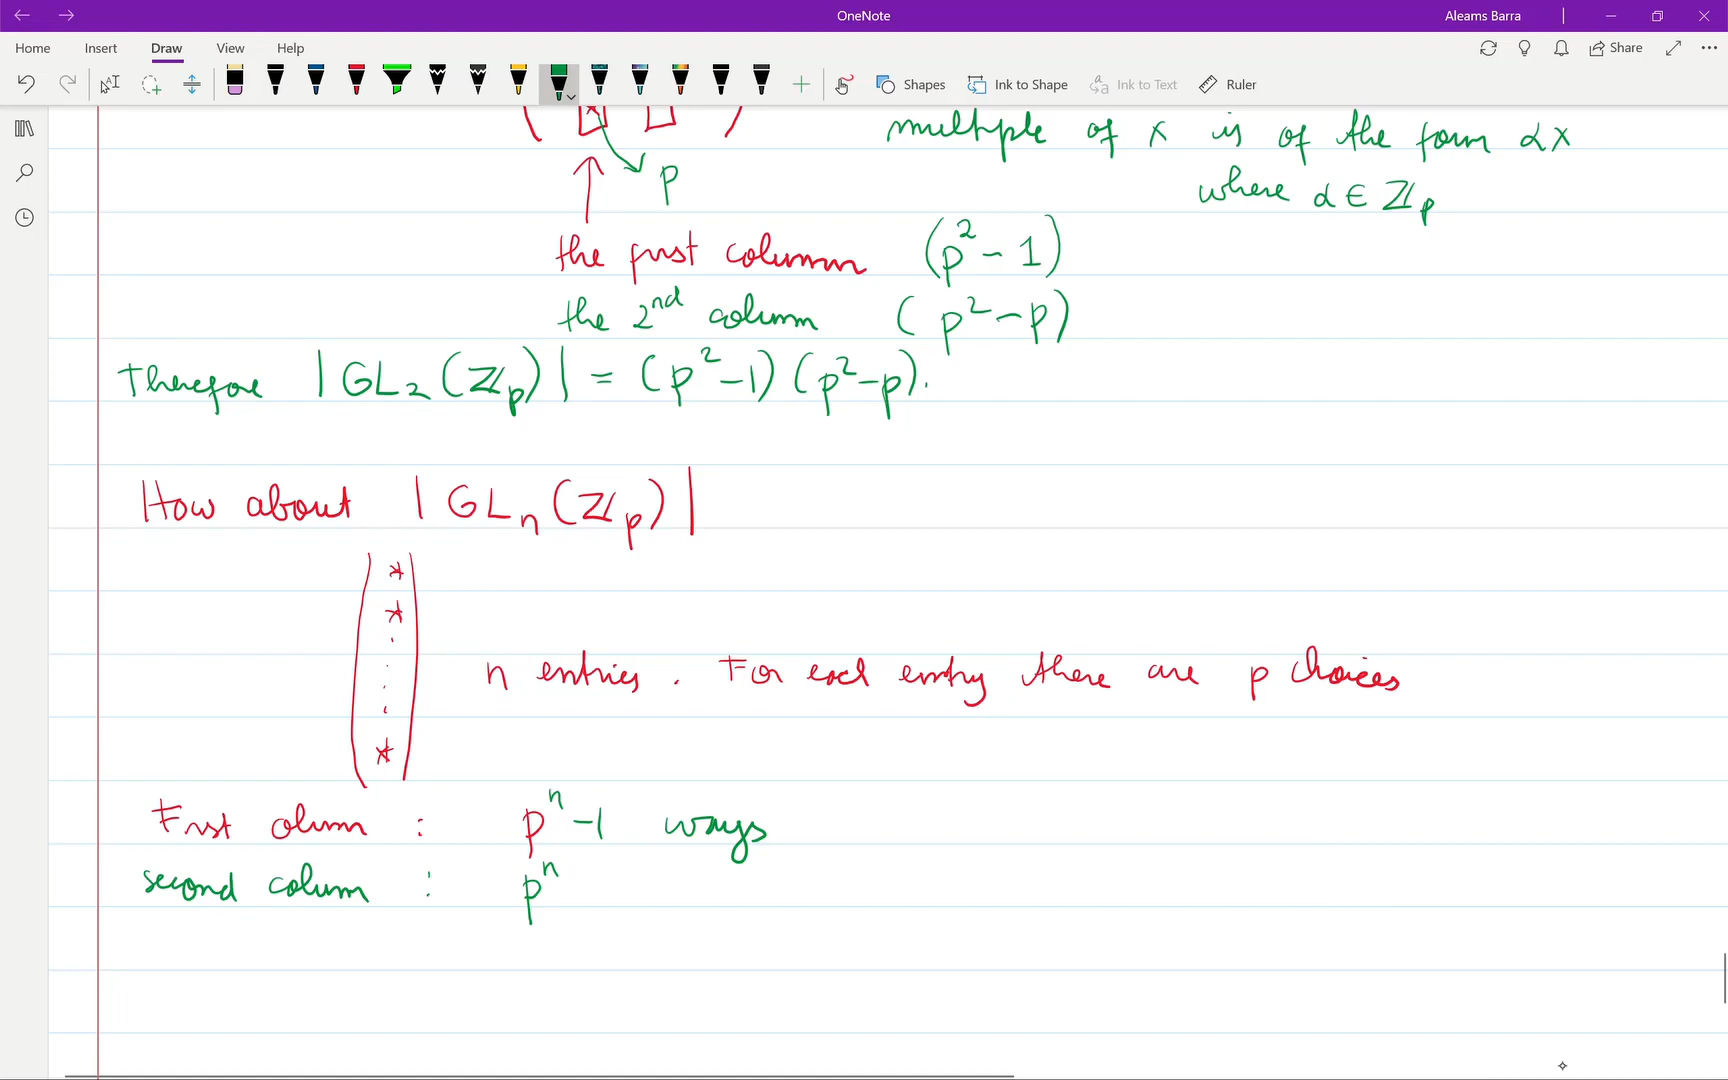 OneNote
Aleams Barra
Home Insert Draw View Help
Share
Shapes Ink to Shape Ink to Text Ruler
multiple of x is of the form αx
p
where α ∈ ℤp
the first column (p² - 1)
the 2nd column (p² - p)
Therefore |GL₂(ℤp)| = (p² - 1)(p² - p).
How about |GLn(ℤp)|
*
*
*
n entries. For each entry there are p choices
First olumn : pⁿ - 1 ways
second column : pⁿ